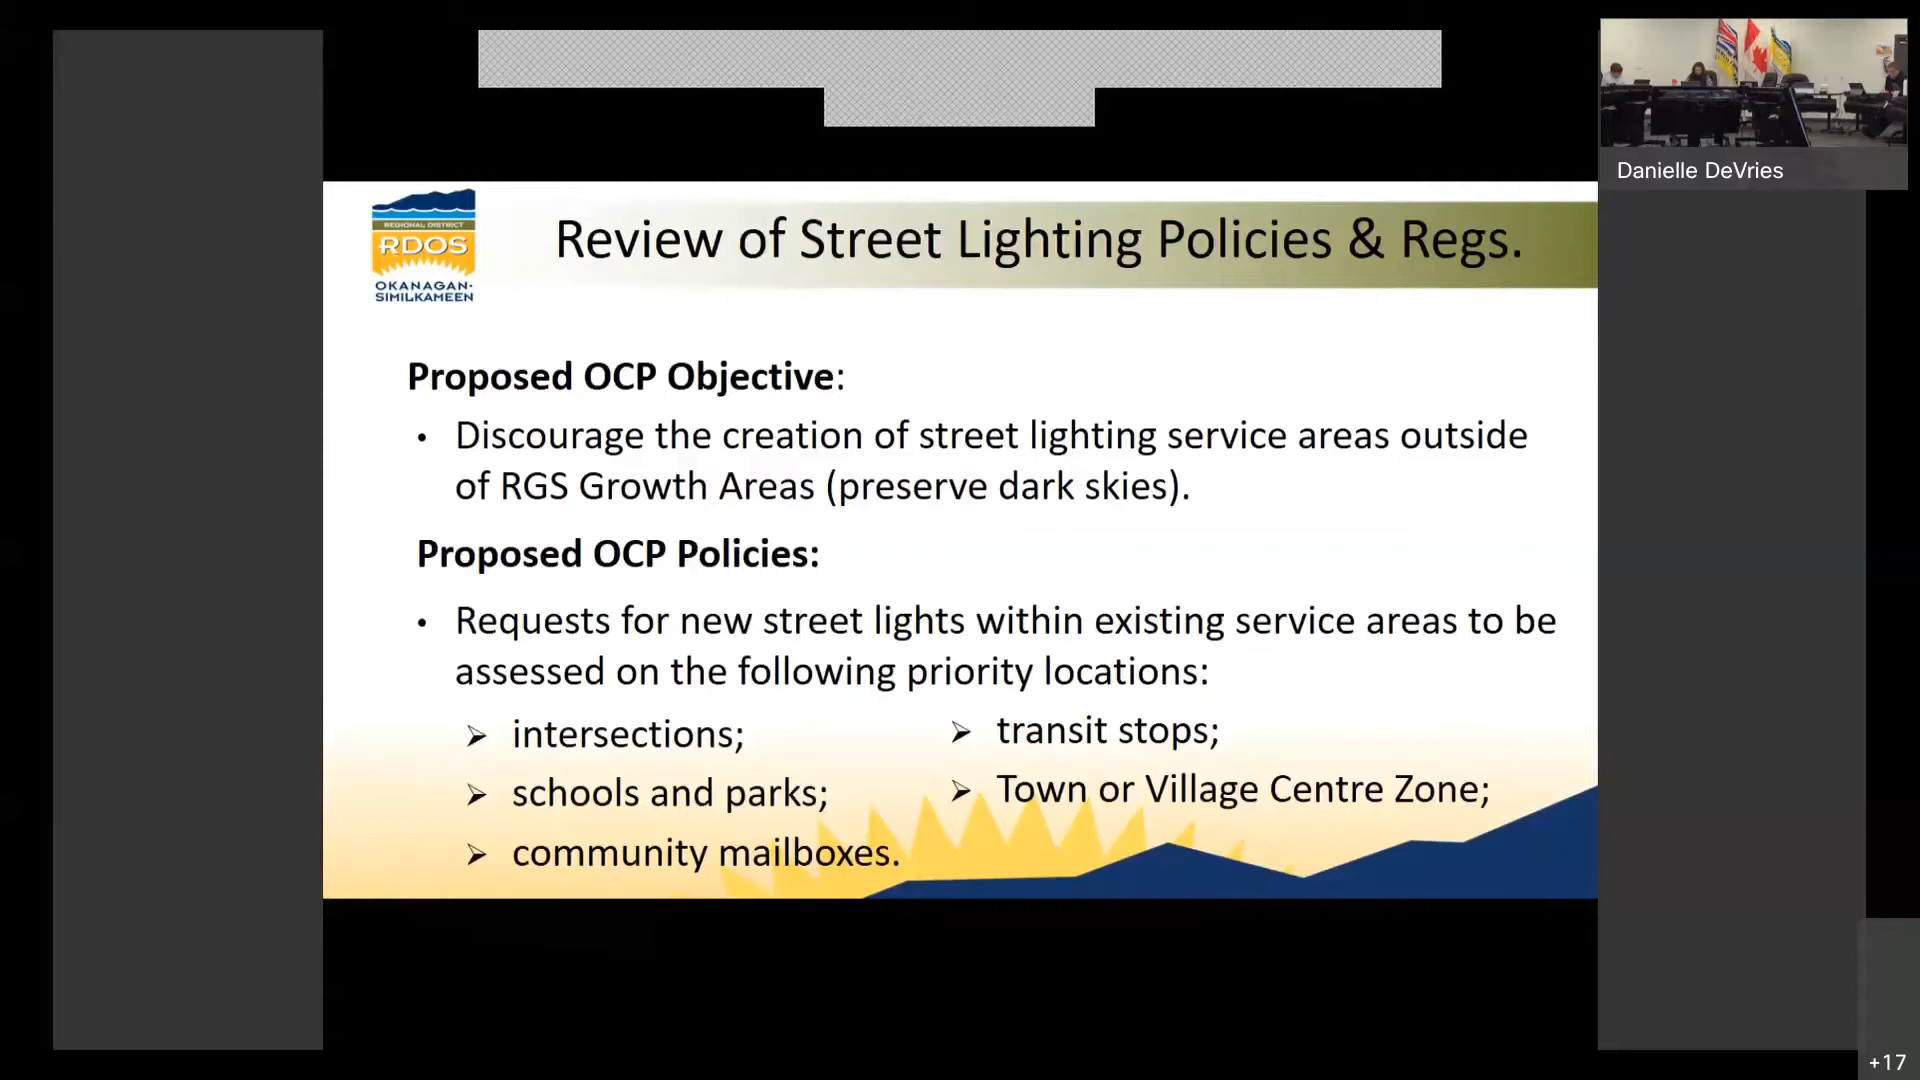 Danielle DeVries
REGIONAL DISTRICT
RDOS
OKANAGAN-
SIMILKAMEEN
Review of Street Lighting Policies & Regs.
Proposed OCP Objective:
• Discourage the creation of street lighting service areas outside
of RGS Growth Areas (preserve dark skies).
Proposed OCP Policies:
• Requests for new street lights within existing service areas to be
assessed on the following priority locations:
➢ intersections;
➢ schools and parks;
➢ community mailboxes.
➢ transit stops;
➢ Town or Village Centre Zone;
+17